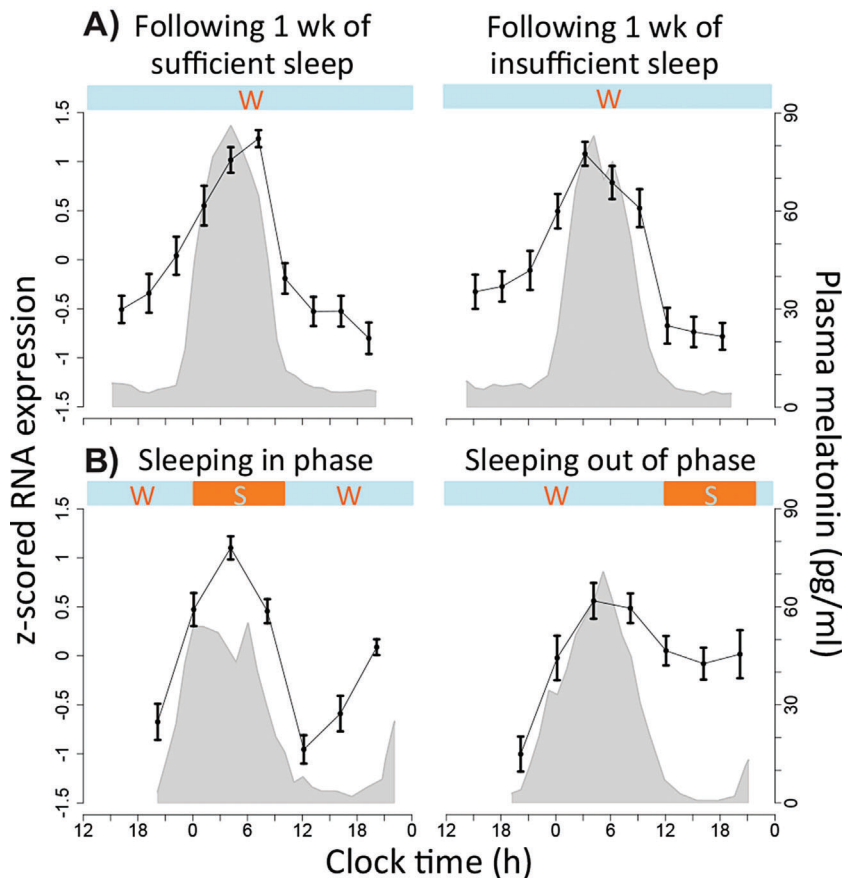 A) Following 1 wk of sufficient sleep
Following 1 wk of insufficient sleep
W
W
1.5
1
0.5
0
-0.5
-1
-1.5
90
60
30
0
z-scored RNA expression
Plasma melatonin (pg/ml)
B) Sleeping in phase
Sleeping out of phase
W
S
W
W
S
1.5
1
0.5
0
-0.5
-1
-1.5
90
60
30
0
12 18 0 6 12 18 0
12 18 0 6 12 18 0
Clock time (h)